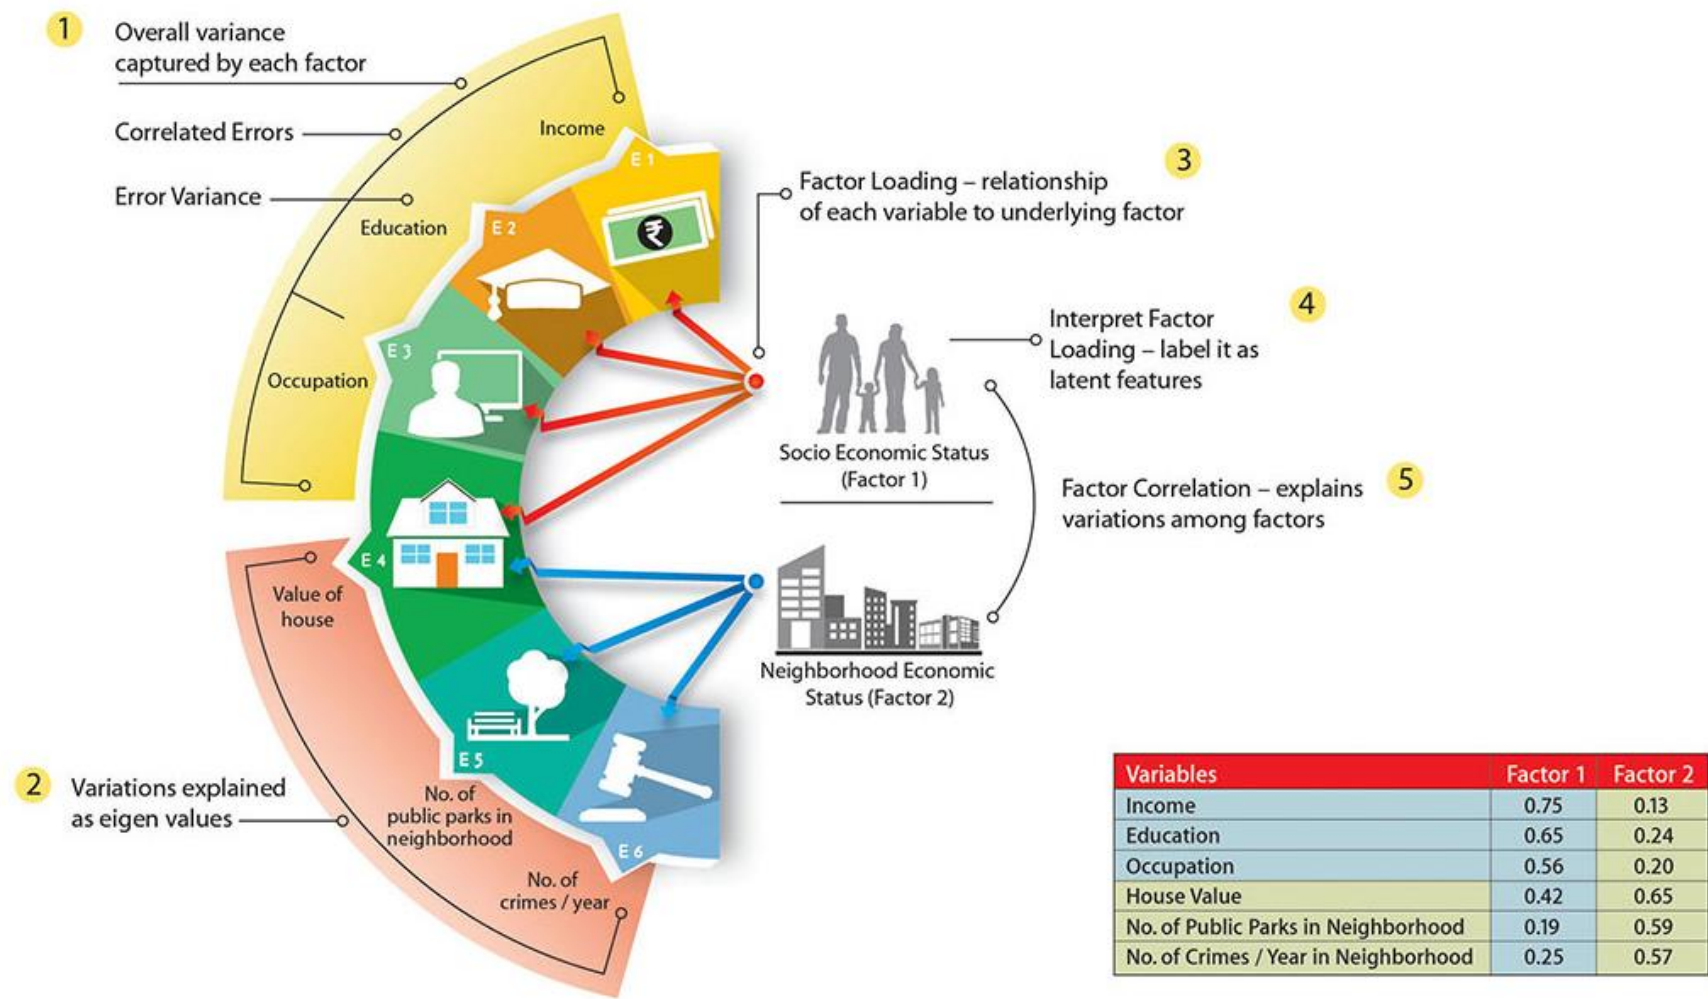 1
Overall variance
captured by each factor
Correlated Errors
Error Variance
Income
Education
Occupation
E 1
E 2
E 3
₹
3
Factor Loading – relationship
of each variable to underlying factor
4
Interpret Factor
Loading – label it as
latent features
Socio Economic Status
(Factor 1)
5
Factor Correlation – explains
variations among factors
E 4
Value of
house
Neighborhood Economic
Status (Factor 2)
2
Variations explained
as eigen values
E 5
No. of
public parks in
neighborhood
E 6
No. of
crimes / year
Variables Factor 1 Factor 2
Income 0.75 0.13
Education 0.65 0.24
Occupation 0.56 0.20
House Value 0.42 0.65
No. of Public Parks in Neighborhood 0.19 0.59
No. of Crimes / Year in Neighborhood 0.25 0.57